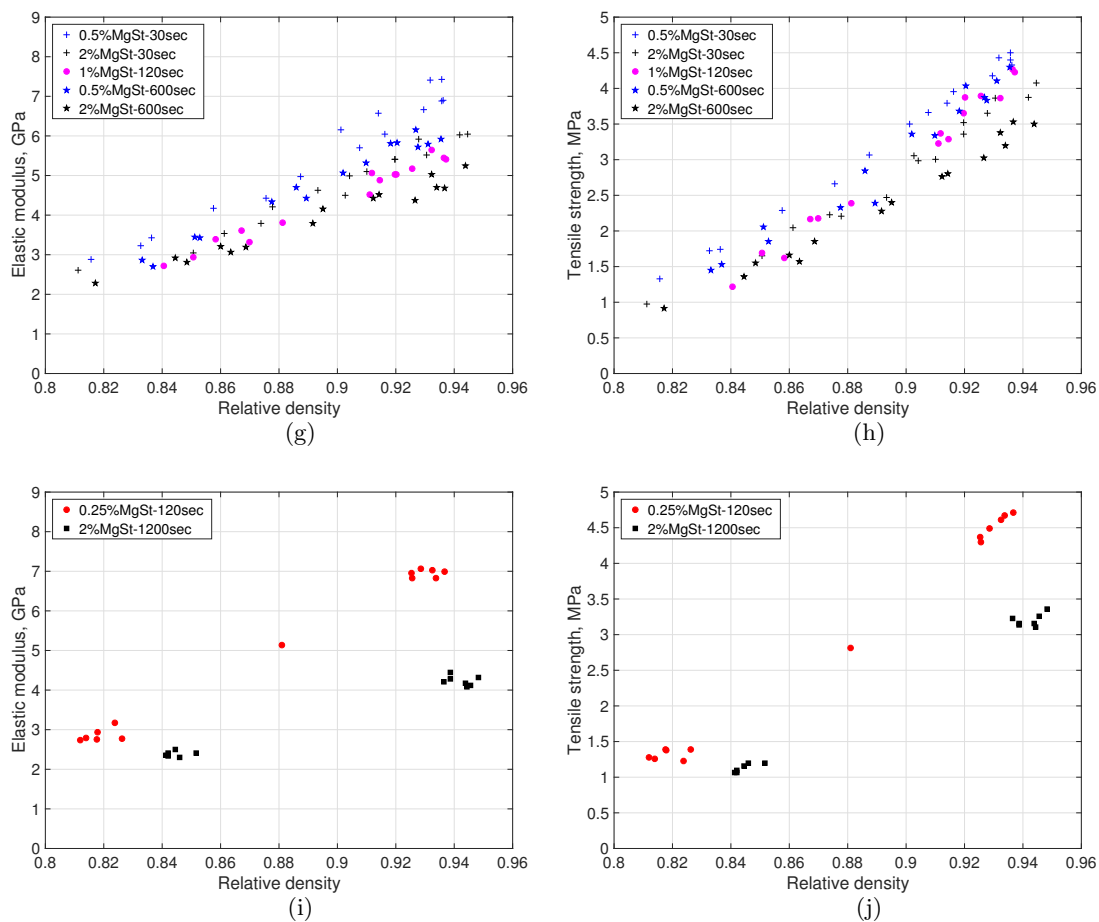 9
8
7
6
5
4
3
2
1
0
Elastic modulus, GPa
0.5%MgSt-30sec
2%MgSt-30sec
1%MgSt-120sec
0.5%MgSt-600sec
2%MgSt-600sec
0.8 0.82 0.84 0.86 0.88 0.9 0.92 0.94 0.96
Relative density
(g)
5
4.5
4
3.5
3
2.5
2
1.5
1
0.5
0
Tensile strength, MPa
0.5%MgSt-30sec
2%MgSt-30sec
1%MgSt-120sec
0.5%MgSt-600sec
2%MgSt-600sec
0.8 0.82 0.84 0.86 0.88 0.9 0.92 0.94 0.96
Relative density
(h)
9
8
7
6
5
4
3
2
1
0
Elastic modulus, GPa
0.25%MgSt-120sec
2%MgSt-1200sec
0.8 0.82 0.84 0.86 0.88 0.9 0.92 0.94 0.96
Relative density
(i)
5
4.5
4
3.5
3
2.5
2
1.5
1
0.5
0
Tensile strength, MPa
0.25%MgSt-120sec
2%MgSt-1200sec
0.8 0.82 0.84 0.86 0.88 0.9 0.92 0.94 0.96
Relative density
(j)